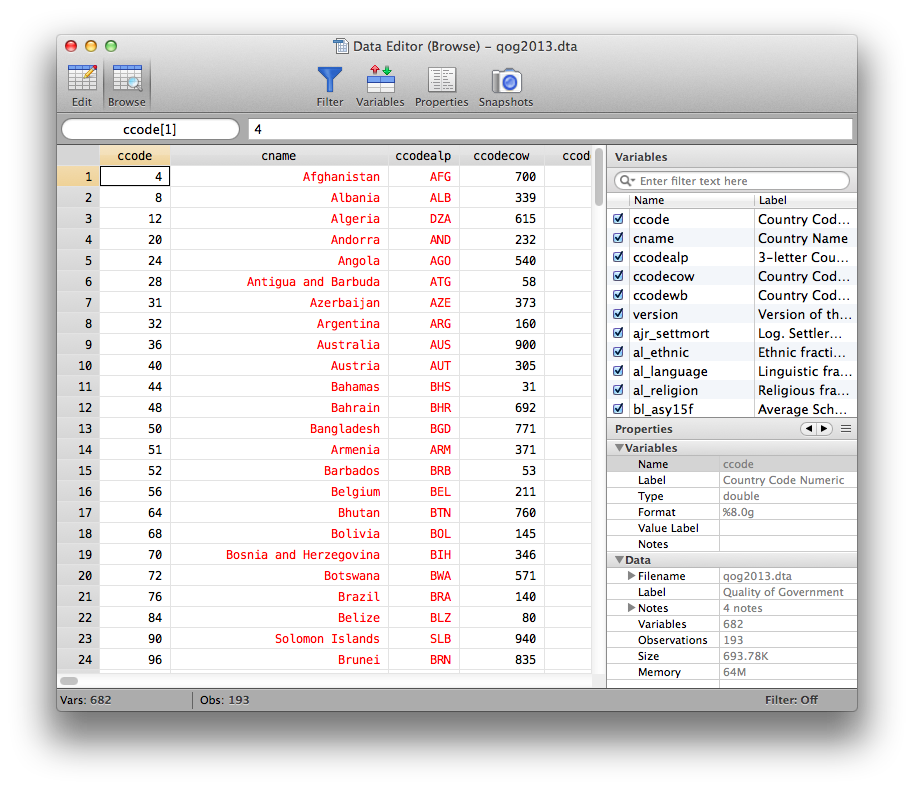 Data Editor (Browse) – qog2013.dta
Edit Browse Filter Variables Properties Snapshots
ccode[1] 4
ccode cname ccodealp ccodecow ccod
1 4 Afghanistan AFG 700
2 8 Albania ALB 339
3 12 Algeria DZA 615
4 20 Andorra AND 232
5 24 Angola AGO 540
6 28 Antigua and Barbuda ATG 58
7 31 Azerbaijan AZE 373
8 32 Argentina ARG 160
9 36 Australia AUS 900
10 40 Austria AUT 305
11 44 Bahamas BHS 31
12 48 Bahrain BHR 692
13 50 Bangladesh BGD 771
14 51 Armenia ARM 371
15 52 Barbados BRB 53
16 56 Belgium BEL 211
17 64 Bhutan BTN 760
18 68 Bolivia BOL 145
19 70 Bosnia and Herzegovina BIH 346
20 72 Botswana BWA 571
21 76 Brazil BRA 140
22 84 Belize BLZ 80
23 90 Solomon Islands SLB 940
24 96 Brunei BRN 835
Variables
Enter filter text here
Name Label
ccode Country Cod...
cname Country Name
ccodealp 3-letter Cou...
ccodecow Country Cod...
ccodewb Country Cod...
version Version of th...
ajr_settmort Log. Settler...
al_ethnic Ethnic fracti...
al_language Linguistic fra...
al_religion Religious fra...
bl_asy15f Average Sch...
Properties
Variables
Name ccode
Label Country Code Numeric
Type double
Format %8.0g
Value Label
Notes
Data
Filename qog2013.dta
Label Quality of Government
Notes 4 notes
Variables 682
Observations 193
Size 693.78K
Memory 64M
Vars: 682 Obs: 193 Filter: Off